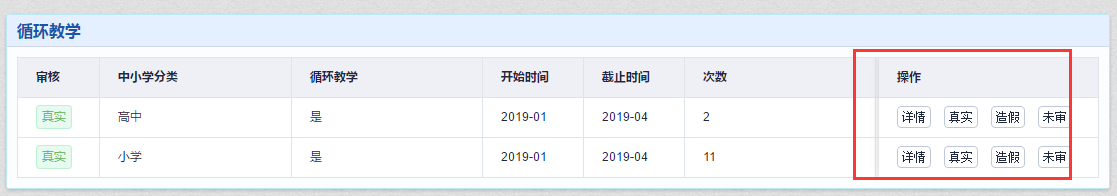 循环教学
审核 中小学分类 循环教学 开始时间 截止时间 次数 操作
真实 高中 是 2019-01 2019-04 2 详情 真实 造假 未审
真实 小学 是 2019-01 2019-04 11 详情 真实 造假 未审